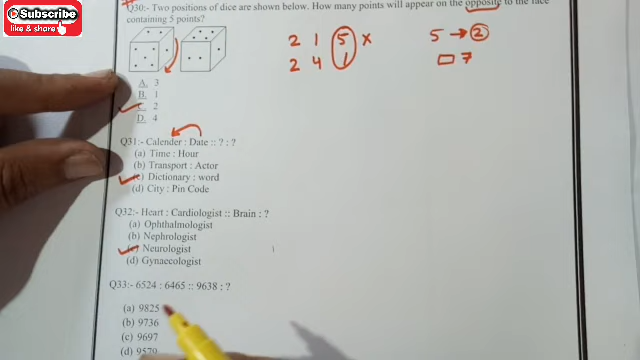 Subscribe
like & share
Q30:- Two positions of dice are shown below. How many points will appear on the opposite to the face
containing 5 points?
2 1 5 x
2 4 1
5 → 2
7
A. 3
B. 1
C. 2
D. 4
Q31:- Calender : Date :: ? : ?
(a) Time : Hour
(b) Transport : Actor
(c) Dictionary : word
(d) City : Pin Code
Q32:- Heart : Cardiologist :: Brain : ?
(a) Ophthalmologist
(b) Nephrologist
(c) Neurologist
(d) Gynaecologist
Q33:- 6524 : 6465 :: 9638 : ?
(a) 9825
(b) 9736
(c) 9697
(d) 9579